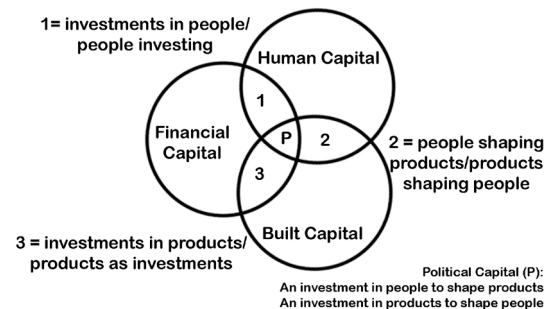 1= investments in people/
people investing
Human Capital
1
Financial
Capital
P
2
2 = people shaping
products/products
shaping people
3
Built Capital
3 = investments in products/
products as investments
Political Capital (P):
An investment in people to shape products
An investment in products to shape people